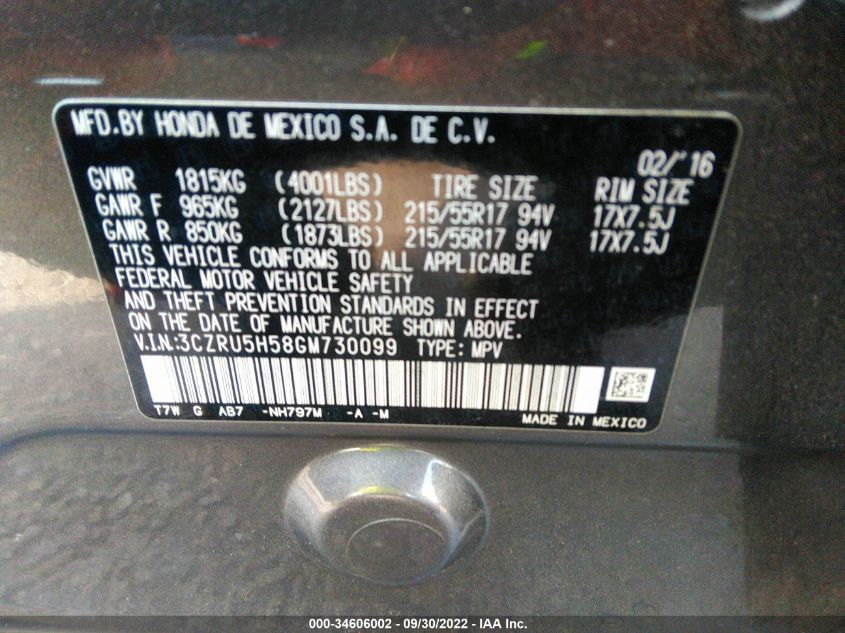 MFD.BY HONDA DE MEXICO S.A. DE C.V.
02/'16
GVWR 1815KG (4001LBS) TIRE SIZE RIM SIZE
GAWR F 965KG (2127LBS) 215/55R17 94V 17X7.5J
GAWR R 850KG (1873LBS) 215/55R17 94V 17X7.5J
THIS VEHICLE CONFORMS TO ALL APPLICABLE
FEDERAL MOTOR VEHICLE SAFETY
AND THEFT PREVENTION STANDARDS IN EFFECT
ON THE DATE OF MANUFACTURE SHOWN ABOVE.
V.I.N.:3CZRU5H58GM730099 TYPE: MPV
T7W G AB7 -NH797M -A -M
MADE IN MEXICO
000-34606002 - 09/30/2022 - IAA Inc.